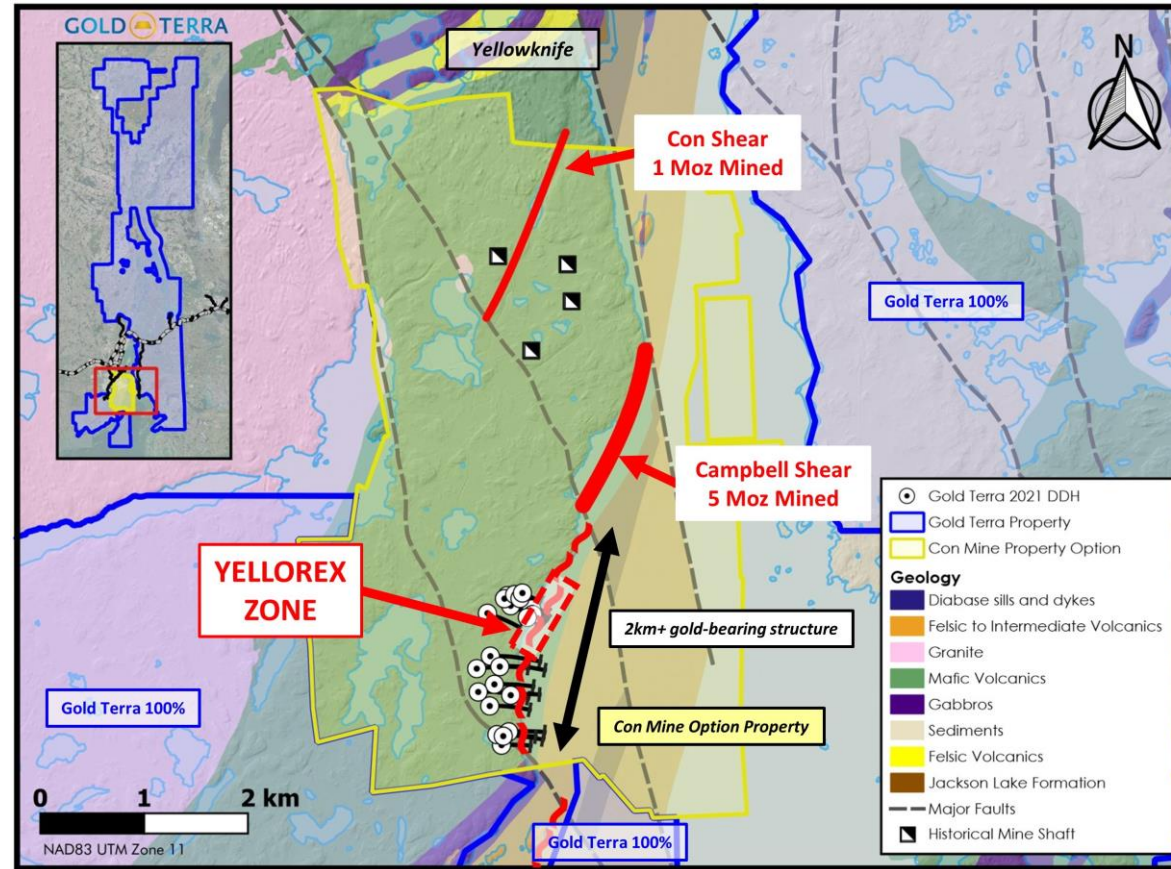 GOLD TERRA
Yellowknife
N
Con Shear
1 Moz Mined
Gold Terra 100%
Campbell Shear
5 Moz Mined
YELLOREX
ZONE
2km+ gold-bearing structure
Gold Terra 100%
Con Mine Option Property
0 1 2 km
NAD83 UTM Zone 11
Gold Terra 100%
Gold Terra 2021 DDH
Gold Terra Property
Con Mine Property Option
Geology
Diabase sills and dykes
Felsic to Intermediate Volcanics
Granite
Mafic Volcanics
Gabbros
Sediments
Felsic Volcanics
Jackson Lake Formation
Major Faults
Historical Mine Shaft